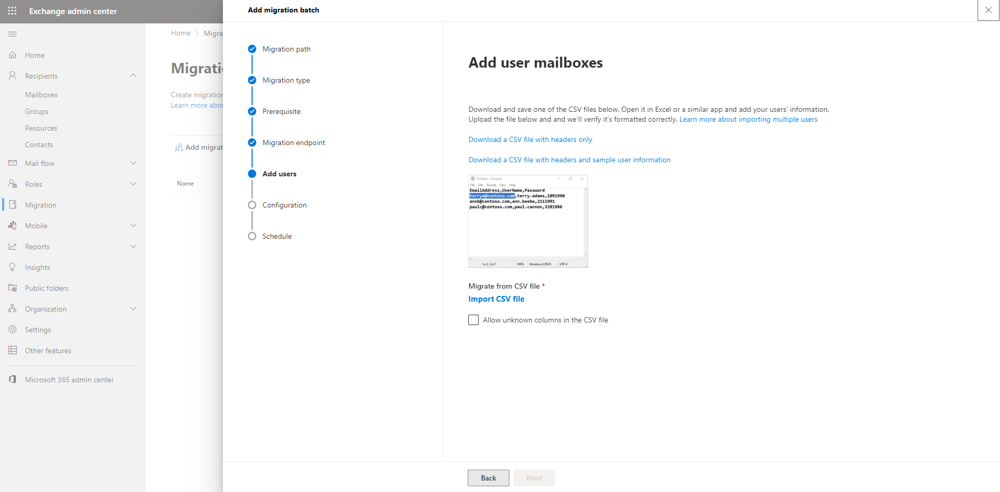 Exchange admin center
Home
Recipients
Mailboxes
Groups
Resources
Contacts
Mail flow
Roles
Migration
Mobile
Reports
Insights
Public folders
Organization
Settings
Other features
Microsoft 365 admin center
Home > Migra
Migrati
Create migration
Learn more abou
Add migrat
Name
Add migration batch
Migration path
Migration type
Prerequisite
Migration endpoint
Add users
Configuration
Schedule
Add user mailboxes
Download and save one of the CSV files below. Open it in Excel or a similar app and add your users’ information.
Upload the file below and and we’ll verify it’s formatted correctly. Learn more about importing multiple users
Download a CSV file with headers only
Download a CSV file with headers and sample user information
*Untitled - Notepad
File Edit Format View Help
EmailAddress,UserName,Password
terrya@contoso.com,terry.adams,1091990
annb@contoso.com,ann.beebe,2111991
paulc@contoso.com,paul.cannon,3281986
Ln 2, Col 1 100% Windows (CRLF) UTF-8
Migrate from CSV file *
Import CSV file
Allow unknown columns in the CSV file
Back Next